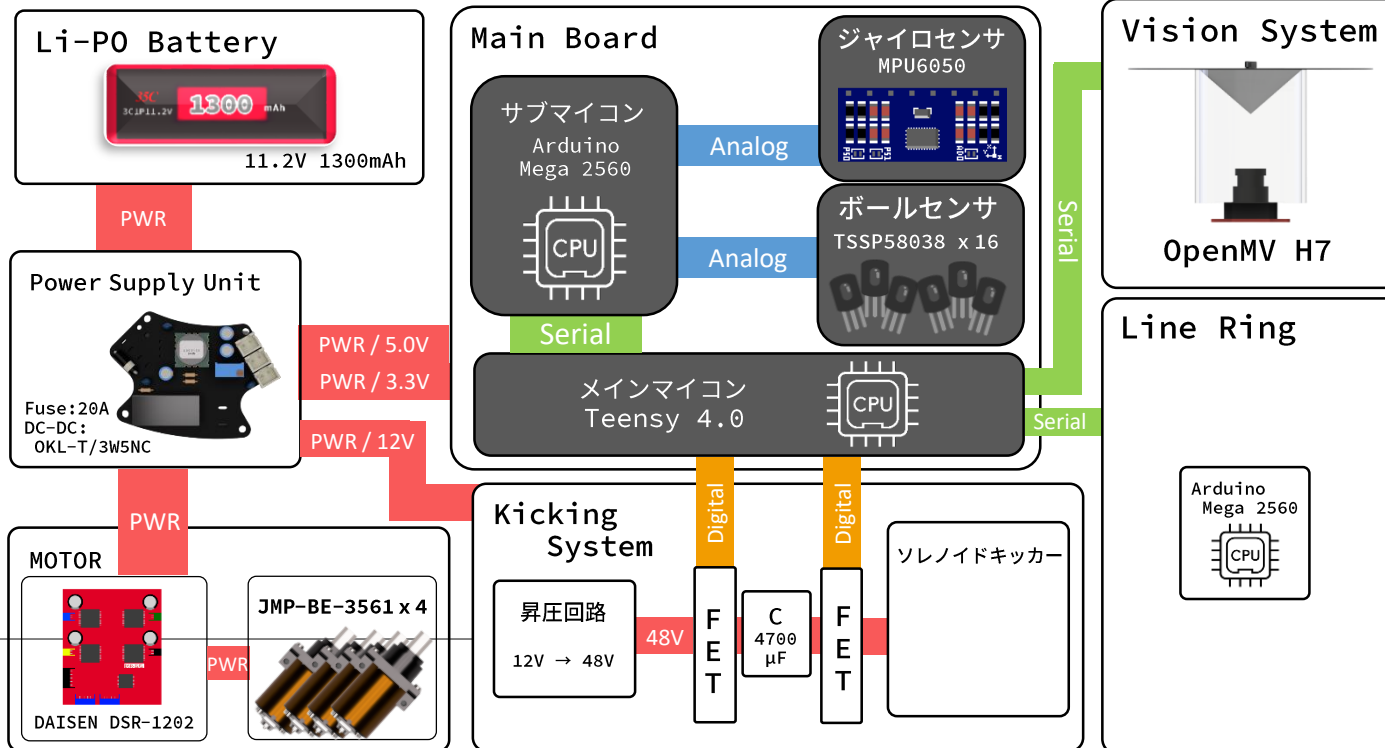 Li-PO Battery
35C
3C1P11.2V
1300 mAh
11.2V 1300mAh
PWR
Power Supply Unit
Fuse:20A
DC-DC:
OKL-T/3W5NC
PWR / 5.0V
PWR / 3.3V
PWR / 12V
PWR
MOTOR
DAISEN DSR-1202
PWR
JMP-BE-3561 x 4
Main Board
サブマイコン
Arduino
Mega 2560
CPU
Analog
Analog
ジャイロセンサ
MPU6050
ボールセンサ
TSSP58038 x 16
Serial
メインマイコン
Teensy 4.0
CPU
Serial
Serial
Digital
Digital
Kicking
System
昇圧回路
12V → 48V
48V
FET
C
4700
μF
FET
ソレノイドキッカー
Vision System
OpenMV H7
Line Ring
Arduino
Mega 2560
CPU